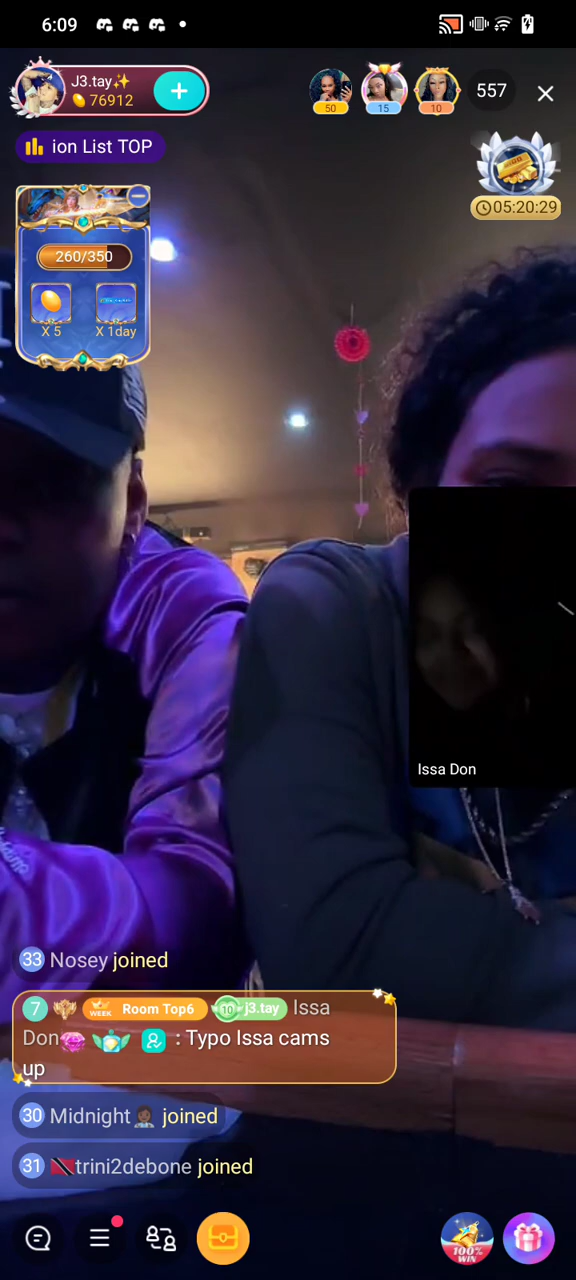 6:09
J3.tay✨
76912
+
50
15
10
557
ion List TOP
05:20:29
260/350
X 5
X 1day
Issa Don
33 Nosey joined
7 WEEK Room Top6 10 j3.tay Issa
Don : Typo Issa cams
up
30 Midnight joined
31 trini2debone joined
100%
WIN